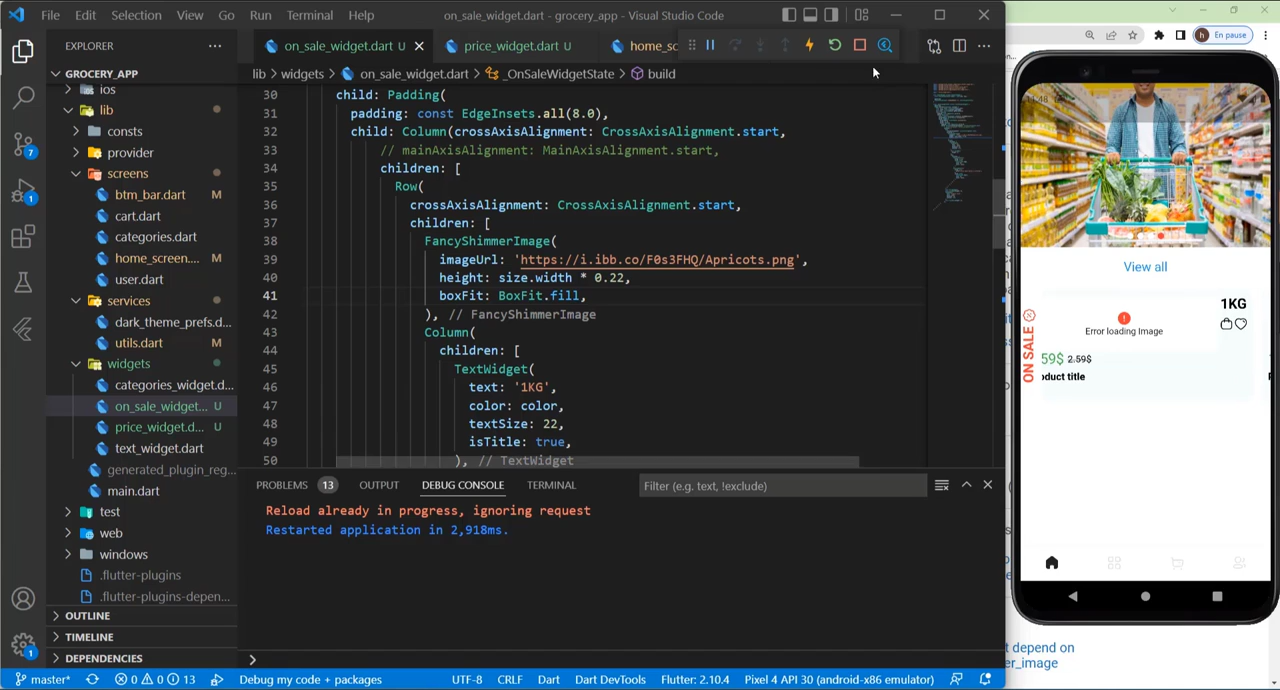 File Edit Selection View Go Run Terminal Help on_sale_widget.dart - grocery_app - Visual Studio Code
EXPLORER
GROCERY_APP
ios
lib
consts
provider
screens
btm_bar.dart M
cart.dart
categories.dart
home_screen.... M
user.dart
services
dark_theme_prefs.d...
utils.dart M
widgets
categories_widget.d...
on_sale_widget... U
price_widget.d... U
text_widget.dart
generated_plugin_reg...
main.dart
test
web
windows
.flutter-plugins
.flutter-plugins-depen...
OUTLINE
TIMELINE
DEPENDENCIES
7
1
1
on_sale_widget.dart U price_widget.dart U home_sc
lib > widgets > on_sale_widget.dart > _OnSaleWidgetState > build
30 child: Padding(
31 padding: const EdgeInsets.all(8.0),
32 child: Column(crossAxisAlignment: CrossAxisAlignment.start,
33 // mainAxisAlignment: MainAxisAlignment.start,
34 children: [
35 Row(
36 crossAxisAlignment: CrossAxisAlignment.start,
37 children: [
38 FancyShimmerImage(
39 imageUrl: 'https://i.ibb.co/F0s3FHQ/Apricots.png',
40 height: size.width * 0.22,
41 boxFit: BoxFit.fill,
42 ), // FancyShimmerImage
43 Column(
44 children: [
45 TextWidget(
46 text: '1KG',
47 color: color,
48 textSize: 22,
49 isTitle: true,
50 ), // TextWidget
PROBLEMS 13 OUTPUT DEBUG CONSOLE TERMINAL Filter (e.g. text, !exclude)
Reload already in progress, ignoring request
Restarted application in 2,918ms.
master* 0 0 13 Debug my code + packages UTF-8 CRLF Dart Dart DevTools Flutter: 2.10.4 Pixel 4 API 30 (android-x86 emulator)
h En pause
View all
ON SALE
Error loading Image
1KG
59$ 2.59$
oduct title
t depend on
er_image